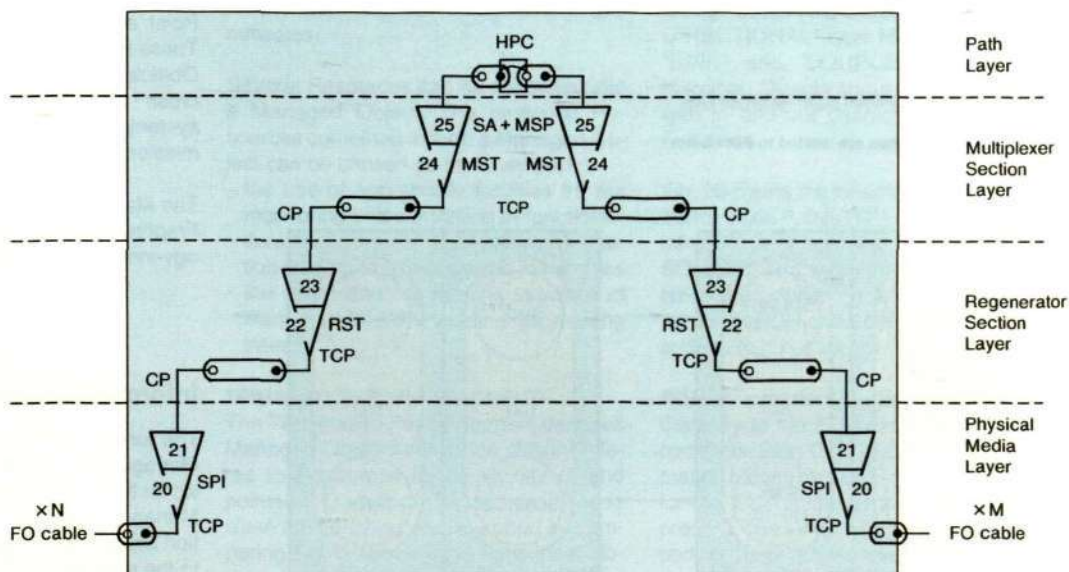 HPC
Path
Layer
25
SA + MSP
25
24
MST
MST
24
Multiplexer
Section
Layer
CP
TCP
CP
23
23
22
RST
RST
22
Regenerator
Section
Layer
CP
TCP
TCP
CP
21
21
20
SPI
SPI
20
Physical
Media
Layer
× N
FO cable
TCP
TCP
× M
FO cable